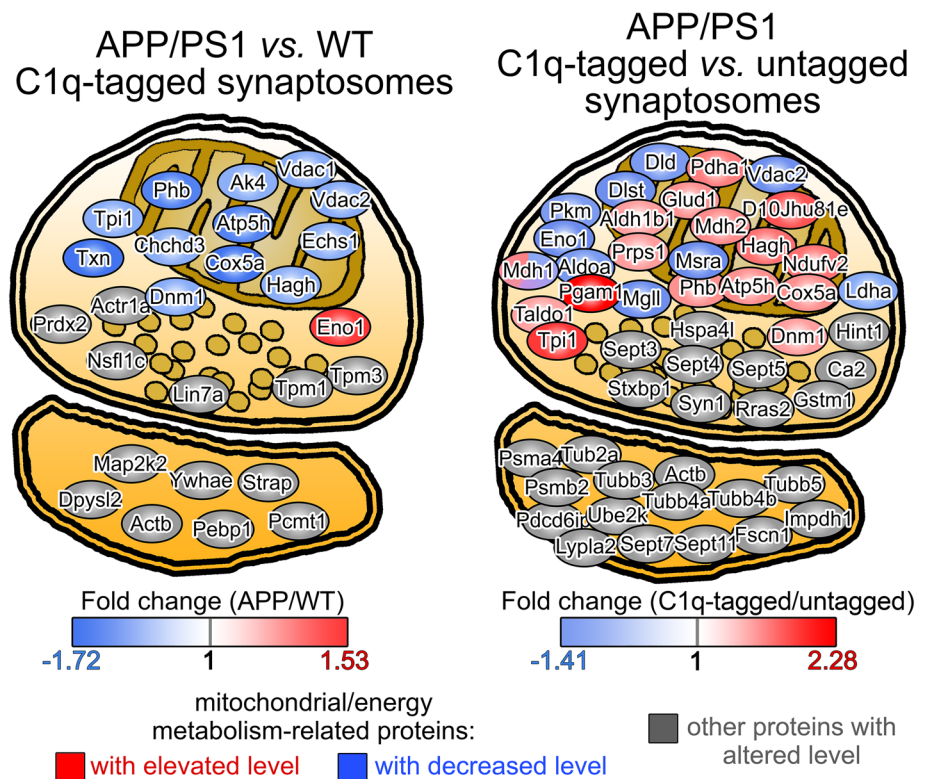 APP/PS1 vs. WT
C1q-tagged synaptosomes
Vdac1
Phb
Ak4
Vdac2
Tpi1
Atp5h
Chchd3
Echs1
Txn
Cox5a
Hagh
Dnm1
Actr1a
Prdx2
Eno1
Nsfl1c
Tpm3
Tpm1
Lin7a
Map2k2
Ywhae
Strap
Dpysl2
Actb
Pebp1
Pcmt1
Fold change (APP/WT)
-1.72
1
1.53
APP/PS1
C1q-tagged vs. untagged
synaptosomes
Dld
Pdha1
Vdac2
Dlst
Glud1
Pkm
Aldh1b1
D10Jhu81e
Mdh2
Eno1
Prps1
Hagh
Mdh1
Aldoa
Msra
Ndufv2
Pgam1
Mgll
Phb
Atp5h
Cox5a
Ldha
Taldo1
Tpi1
Hspa4l
Dnm1
Hint1
Sept3
Sept4
Sept5
Ca2
Stxbp1
Syn1
Rras2
Gstm1
Psma4
Tub2a
Psmb2
Tubb3
Actb
Tubb5
Tubb4a
Tubb4b
Ube2k
Impdh1
Lypla2
Sept7
Sept11
Fscn1
Fold change (C1q-tagged/untagged)
-1.41
1
2.28
mitochondrial/energy
metabolism-related proteins:
with elevated level
with decreased level
other proteins with
altered level